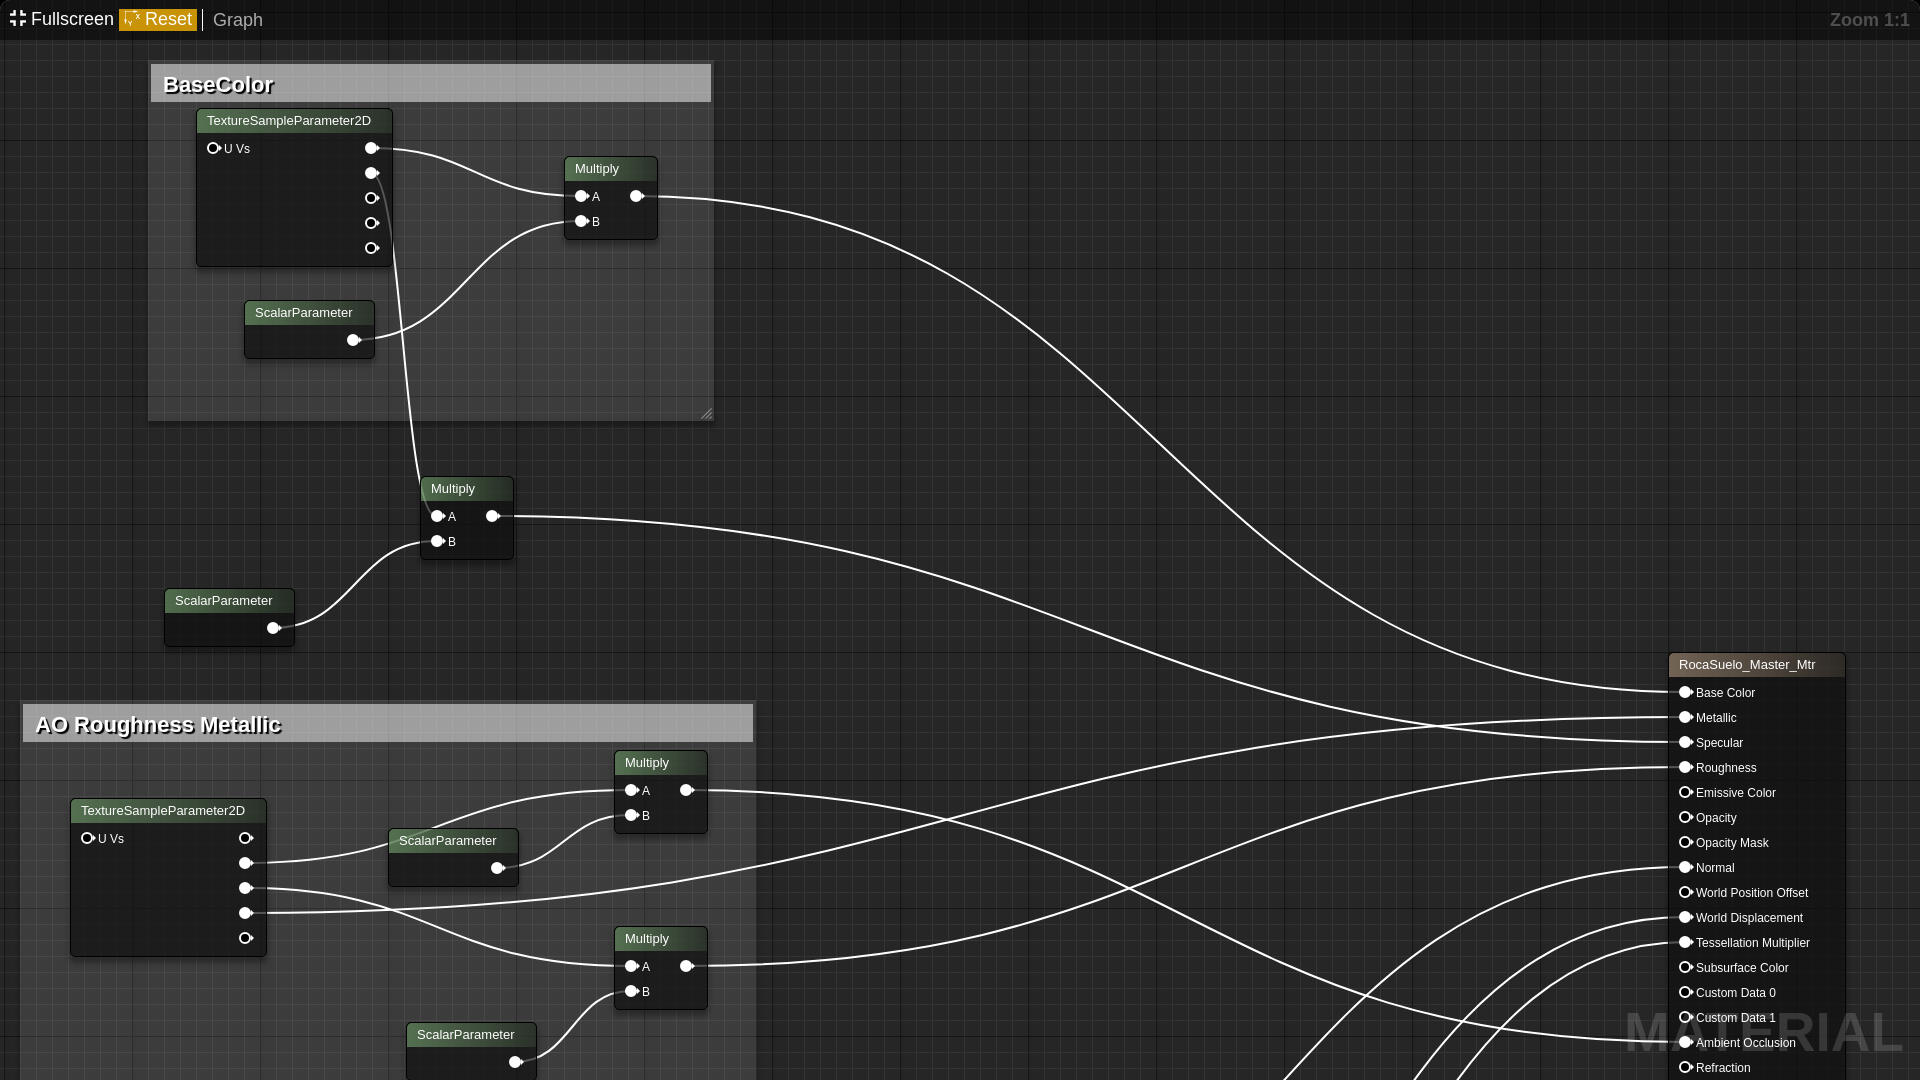 Fullscreen Reset Graph Zoom 1:1
BaseColor
TextureSampleParameter2D
U Vs
Multiply
A
B
ScalarParameter
Multiply
A
B
ScalarParameter
AO Roughness Metallic
TextureSampleParameter2D
U Vs
Multiply
A
B
ScalarParameter
Multiply
A
B
ScalarParameter
RocaSuelo_Master_Mtr
Base Color
Metallic
Specular
Roughness
Emissive Color
Opacity
Opacity Mask
Normal
World Position Offset
World Displacement
Tessellation Multiplier
Subsurface Color
Custom Data 0
Custom Data 1
Ambient Occlusion
Refraction
MATERIAL